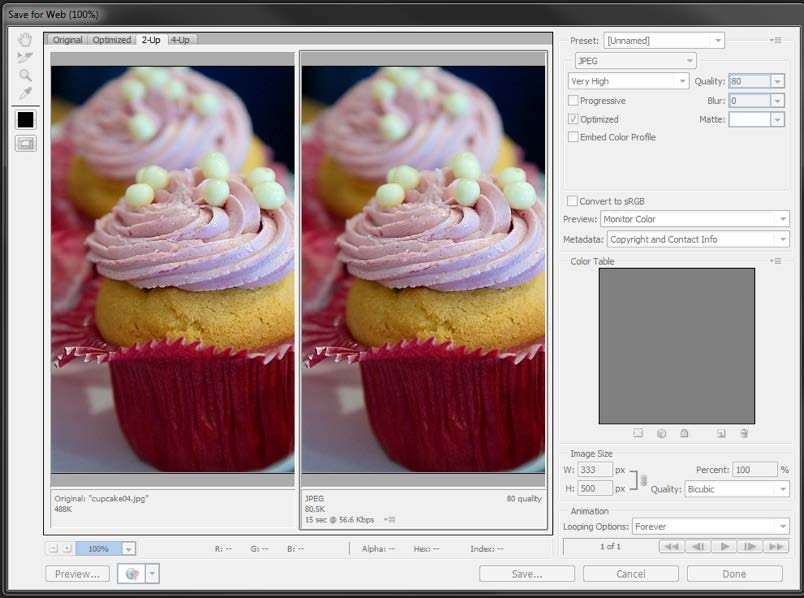 Save for Web (100%)
Original Optimized 2-Up 4-Up
Preset: [Unnamed]
JPEG
Very High Quality: 80
Progressive Blur: 0
Optimized Matte:
Embed Color Profile
Convert to sRGB
Preview: Monitor Color
Metadata: Copyright and Contact Info
Color Table
Original: "cupcake04.jpg"
488K
JPEG 80 quality
80,5K
15 sec @ 56.6 Kbps
Image Size
W: 333 px Percent: 100 %
H: 500 px Quality: Bicubic
Animation
Looping Options: Forever
1 of 1
100% R: -- G: -- B: -- Alpha: -- Hex: -- Index: --
Preview... Save... Cancel Done